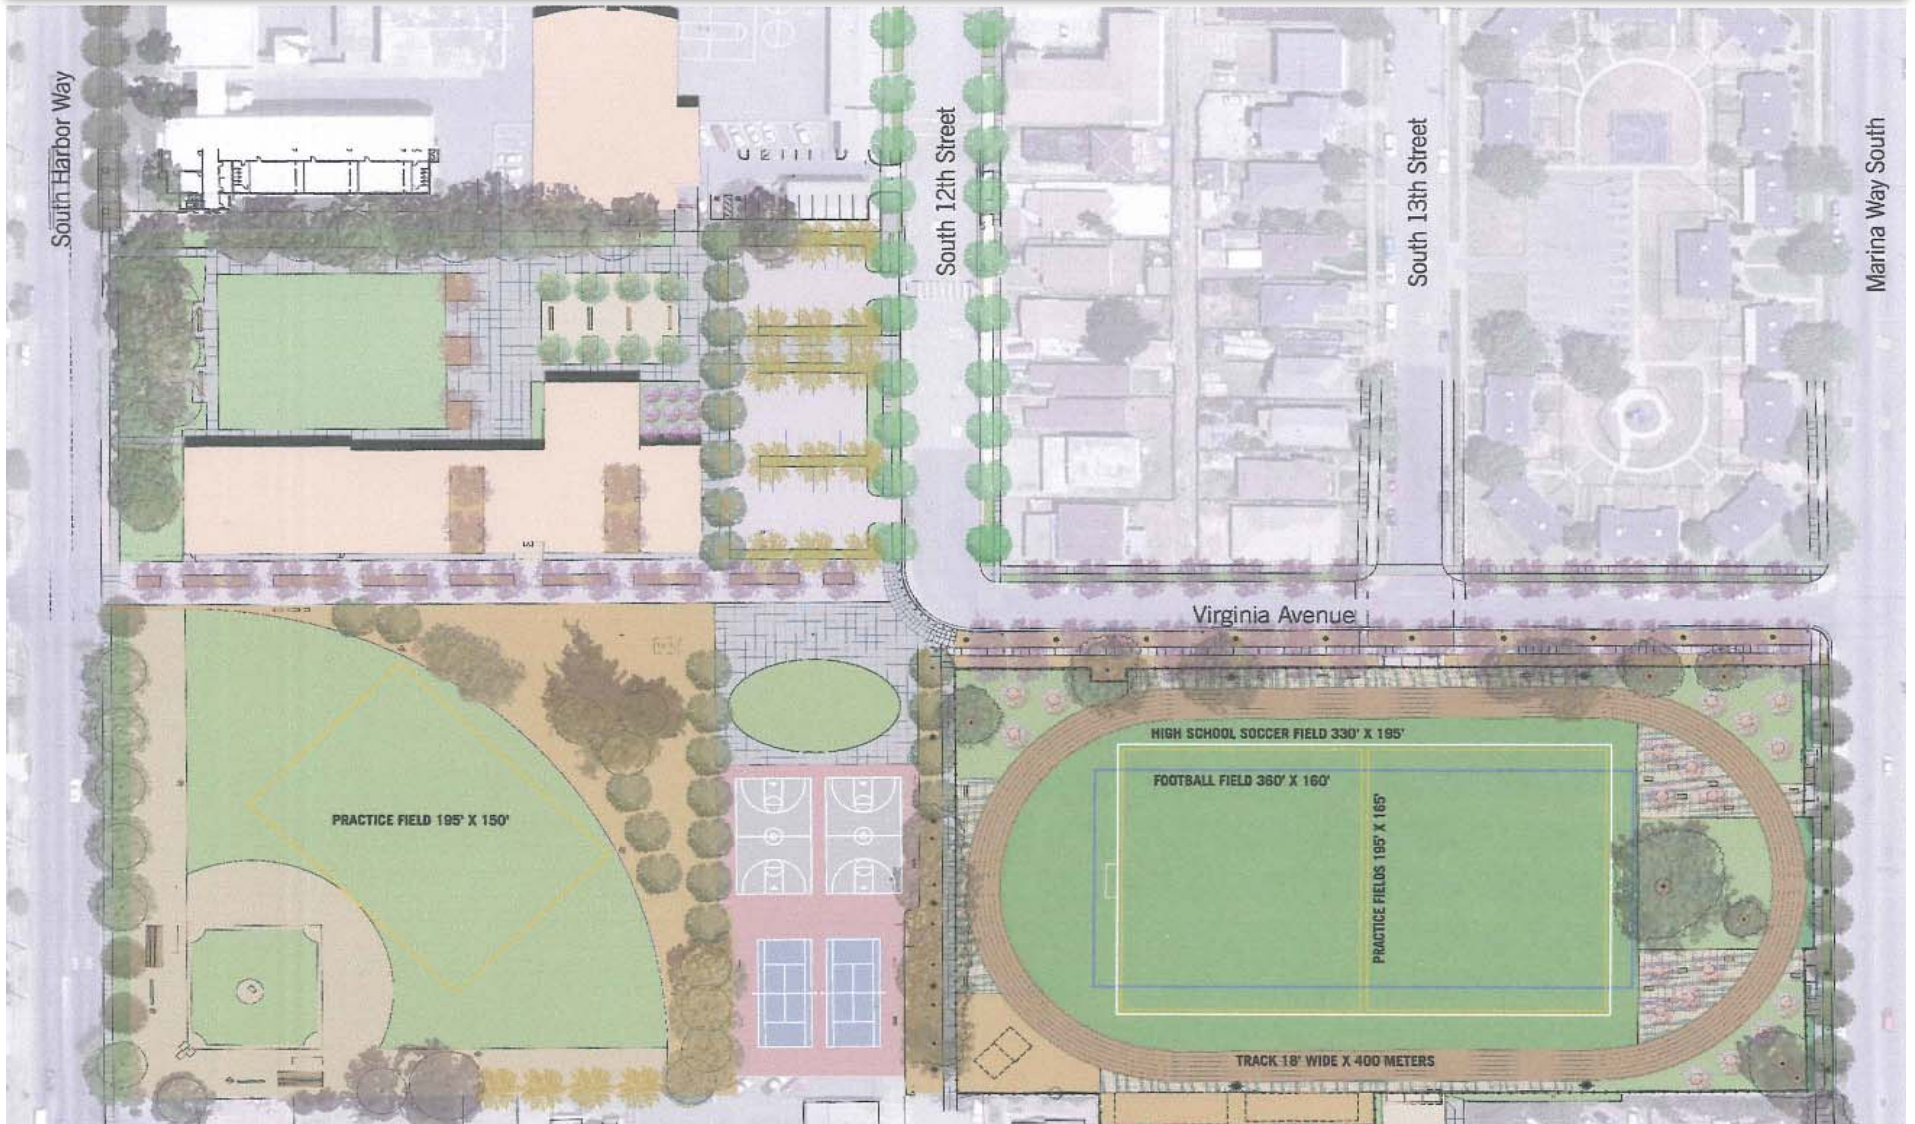 South Harbor Way
South 12th Street
South 13th Street
Marina Way South
Virginia Avenue
HIGH SCHOOL SOCCER FIELD 330' X 195'
FOOTBALL FIELD 360' X 160'
PRACTICE FIELD 195' X 150'
PRACTICE FIELDS 195' X 165'
TRACK 18' WIDE X 400 METERS